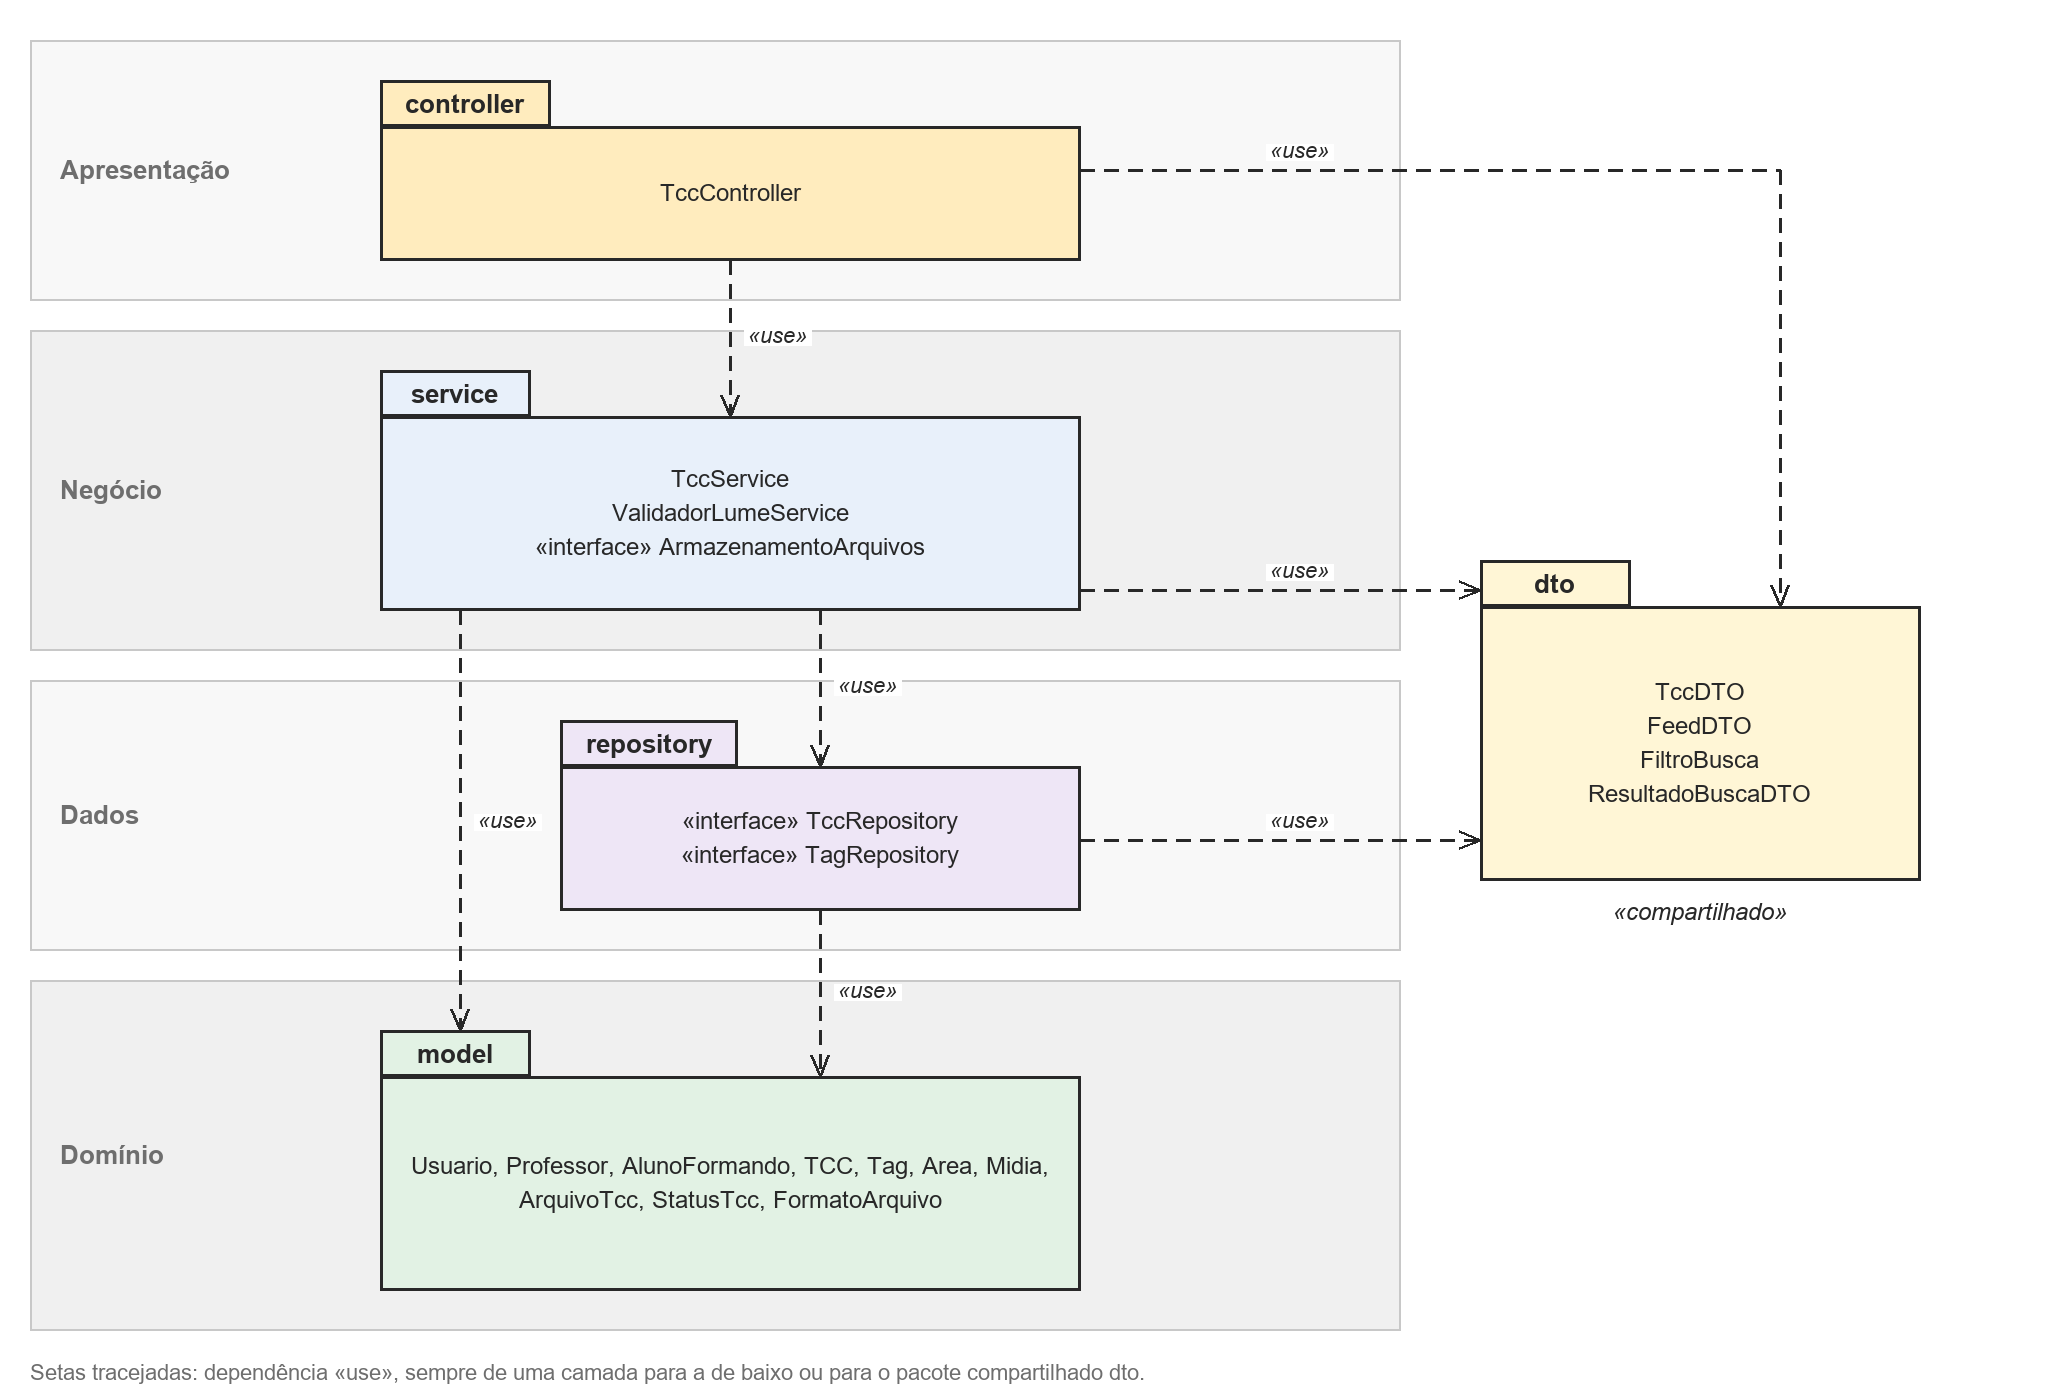 controller
Apresentação
TccController
«use»
«use»
service
Negócio
TccService
ValidadorLumeService
«interface» ArmazenamentoArquivos
«use»
dto
TccDTO
FeedDTO
FiltroBusca
ResultadoBuscaDTO
«compartilhado»
«use»
repository
Dados
«interface» TccRepository
«interface» TagRepository
«use»
«use»
«use»
model
Domínio
Usuario, Professor, AlunoFormando, TCC, Tag, Area, Midia,
ArquivoTcc, StatusTcc, FormatoArquivo
Setas tracejadas: dependência «use», sempre de uma camada para a de baixo ou para o pacote compartilhado dto.